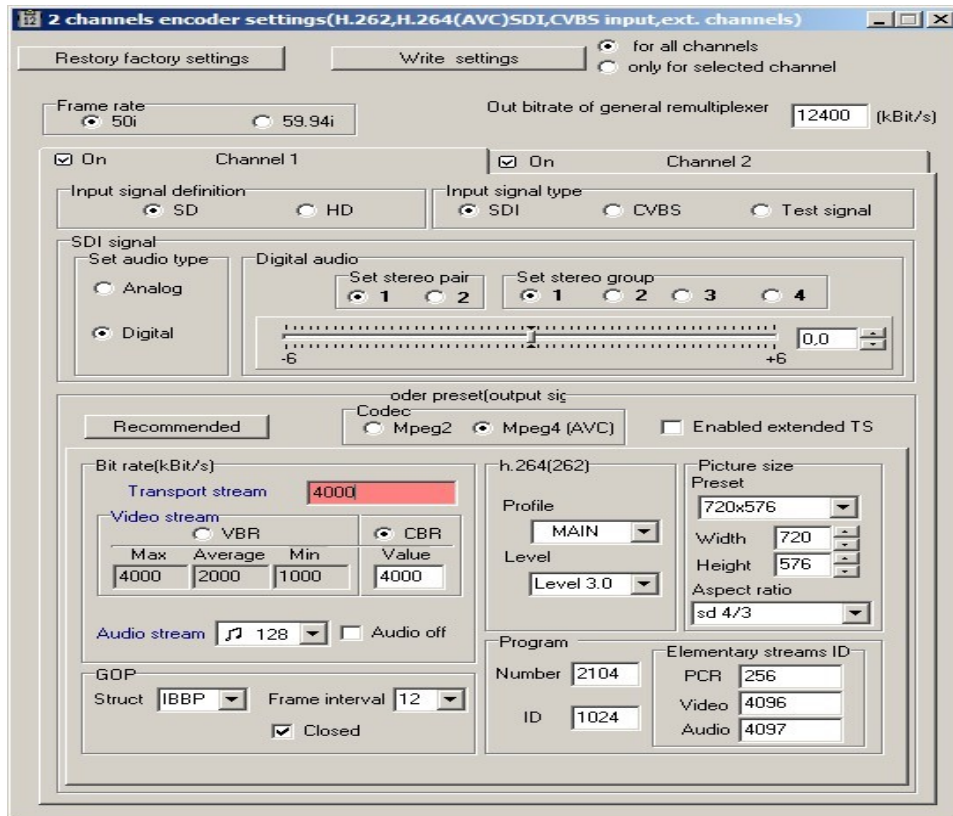 2 channels encoder settings(H.262,H.264(AVC)SDI,CVBS input,ext. channels)
Restory factory settings
Write settings
for all channels
only for selected channel
Frame rate
50i
59.94i
Out bitrate of general remultiplexer
12400
(kBit/s)
On
Channel 1
On
Channel 2
Input signal definition
SD
HD
Input signal type
SDI
CVBS
Test signal
SDI signal
Set audio type
Analog
Digital
Digital audio
Set stereo pair
1
2
Set stereo group
1
2
3
4
-6
+6
0,0
oder preset(output sig
Recommended
Codec
Mpeg2
Mpeg4 (AVC)
Enabled extended TS
Bit rate(kBit/s)
Transport stream
4000
Video stream
VBR
CBR
Max
Average
Min
Value
4000
2000
1000
4000
Audio stream
128
Audio off
GOP
Struct
IBBP
Frame interval
12
Closed
h.264(262)
Profile
MAIN
Level
Level 3.0
Picture size
Preset
720x576
Width
720
Height
576
Aspect ratio
sd 4/3
Program
Number
2104
ID
1024
Elementary streams ID
PCR
256
Video
4096
Audio
4097